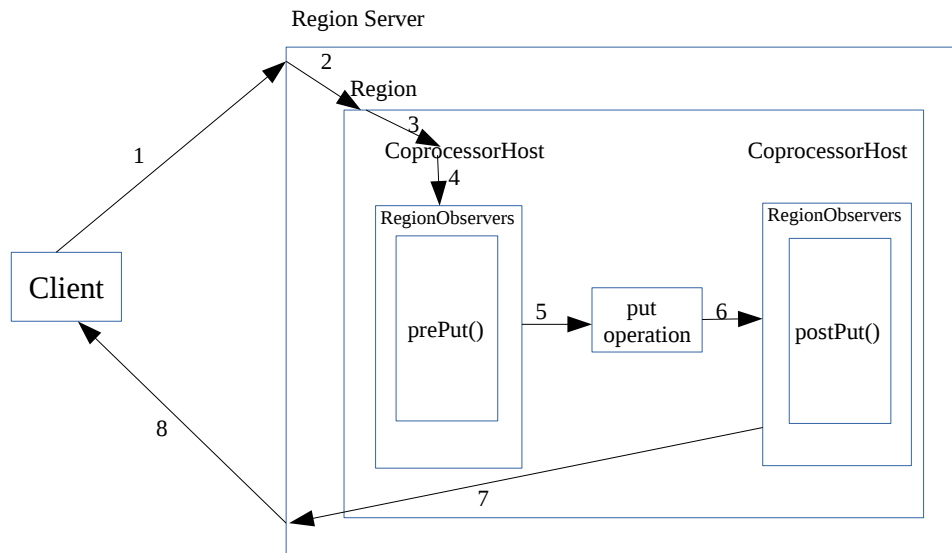 Region Server
2
Region
3
1
CoprocessorHost
CoprocessorHost
4
RegionObservers
RegionObservers
Client
5
put
operation
6
prePut()
postPut()
8
7